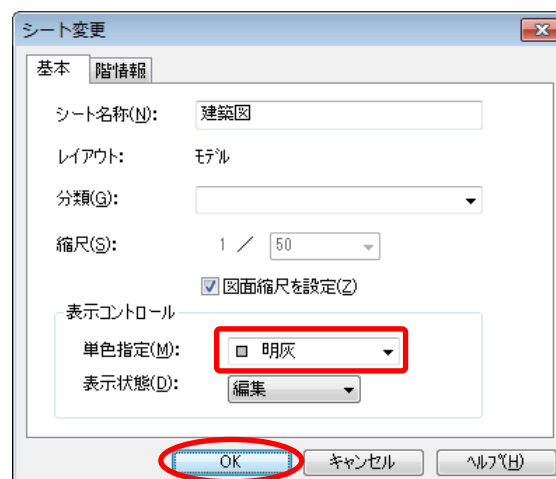 シート変更
基本 階情報
シート名称(N): 建築図
レイアウト: モデル
分類(G):
縮尺(S): 1 / 50
図面縮尺を設定(Z)
表示コントロール
単色指定(M): 明灰
表示状態(D): 編集
OK キャンセル ヘルプ(H)